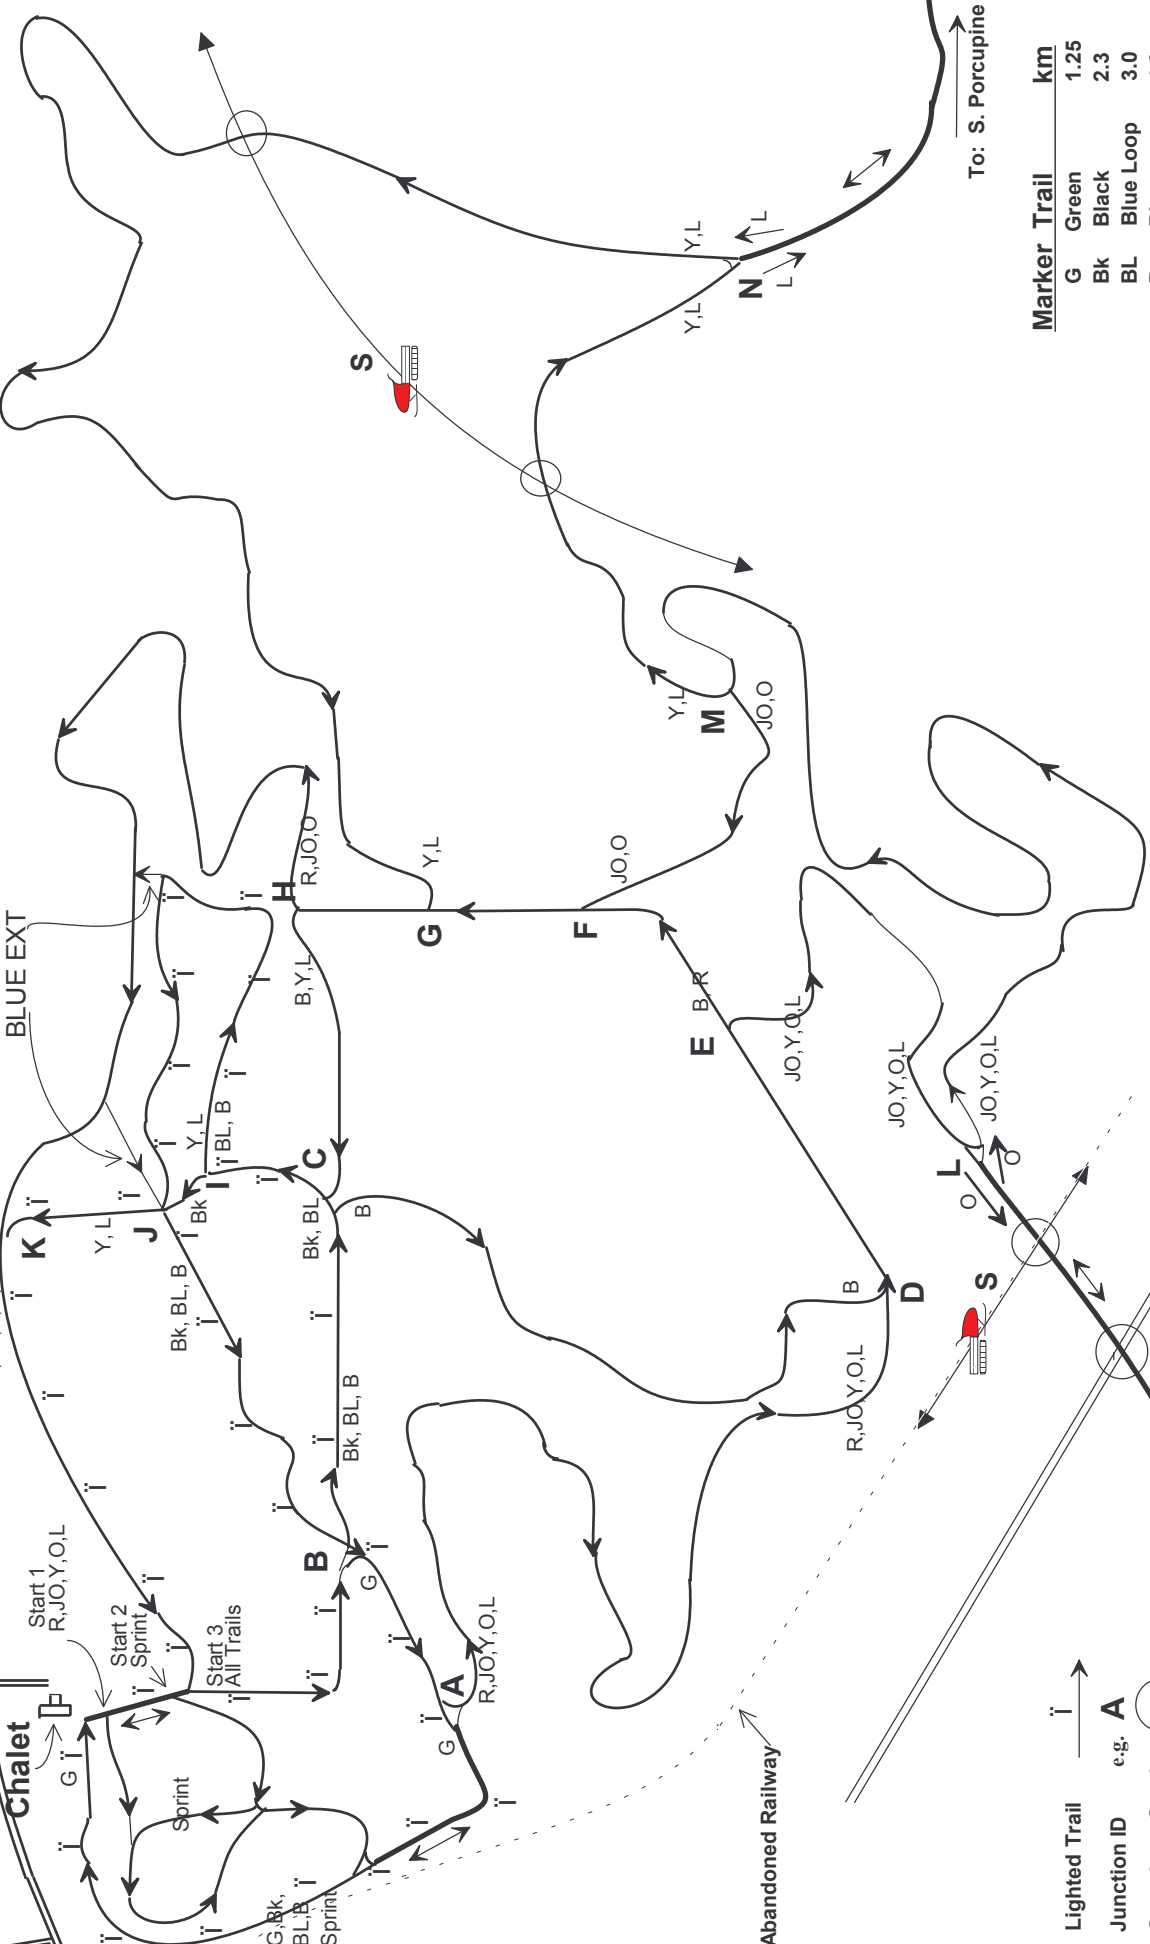 Chalet
Start 1
R,JO,Y,O,L
Start 2
Sprint
Start 3
All Trails
G
Sprint
G,Bk,
BL,B
Sprint
G
A
R,JO,Y,O,L
G
B
Bk, BL, B
Bk, BL, B
K
Y, L
J
Bk
I
Y, L
BL, B
BLUE EXT
Bk, BL
C
B
B,Y,L
H
R,JO,O
G
Y,L
F
JO,O
E
B, R
JO,Y,O,L
D
B
R,JO,Y,O,L
L
O
O
JO,Y,O,L
JO,Y,O,L
M
Y,L
JO,O
N
Y,L
Y,L
L
L
S
S
To: S. Porcupine
Abandoned Railway
Marker Trail km
G Green 1.25
Bk Black 2.3
BL Blue Loop 3.0
Lighted Trail
Junction ID e.g. A